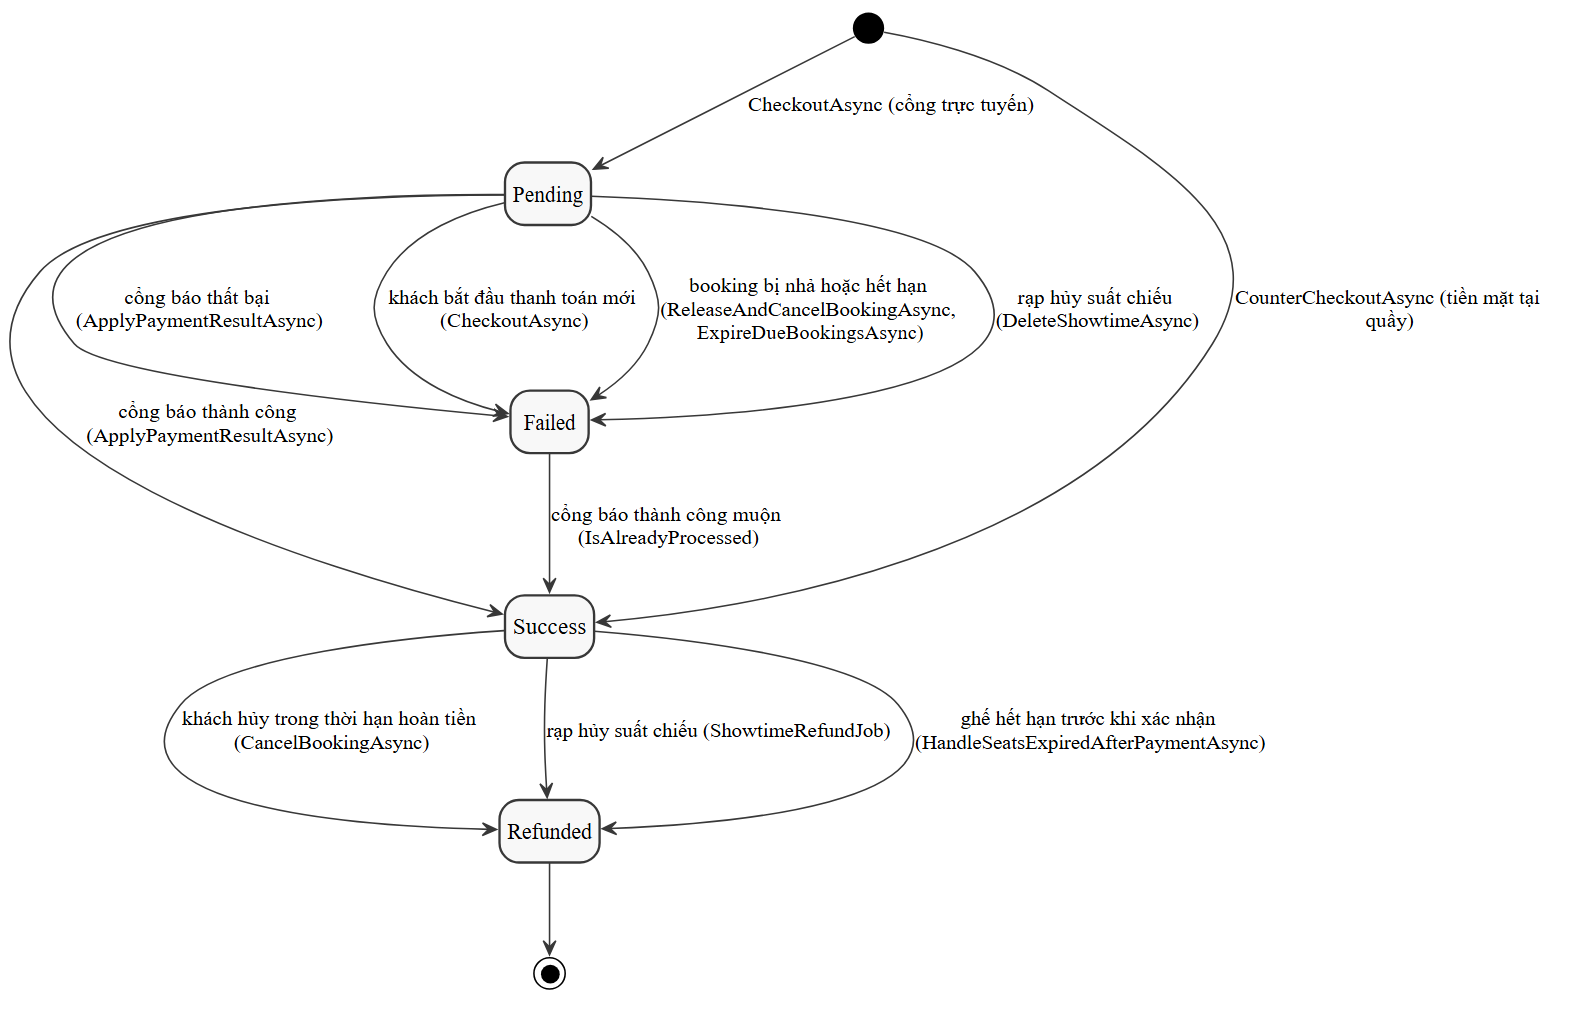 CheckoutAsync (cổng trực tuyến)
Pending
cổng báo thất bại
(ApplyPaymentResultAsync)
khách bắt đầu thanh toán mới
(CheckoutAsync)
booking bị nhả hoặc hết hạn
(ReleaseAndCancelBookingAsync,
ExpireDueBookingsAsync)
rạp hủy suất chiếu
(DeleteShowtimeAsync)
CounterCheckoutAsync (tiền mặt tại
quầy)
cổng báo thành công
(ApplyPaymentResultAsync)
Failed
cổng báo thành công muộn
(IsAlreadyProcessed)
Success
khách hủy trong thời hạn hoàn tiền
(CancelBookingAsync)
rạp hủy suất chiếu (ShowtimeRefundJob)
ghế hết hạn trước khi xác nhận
(HandleSeatsExpiredAfterPaymentAsync)
Refunded